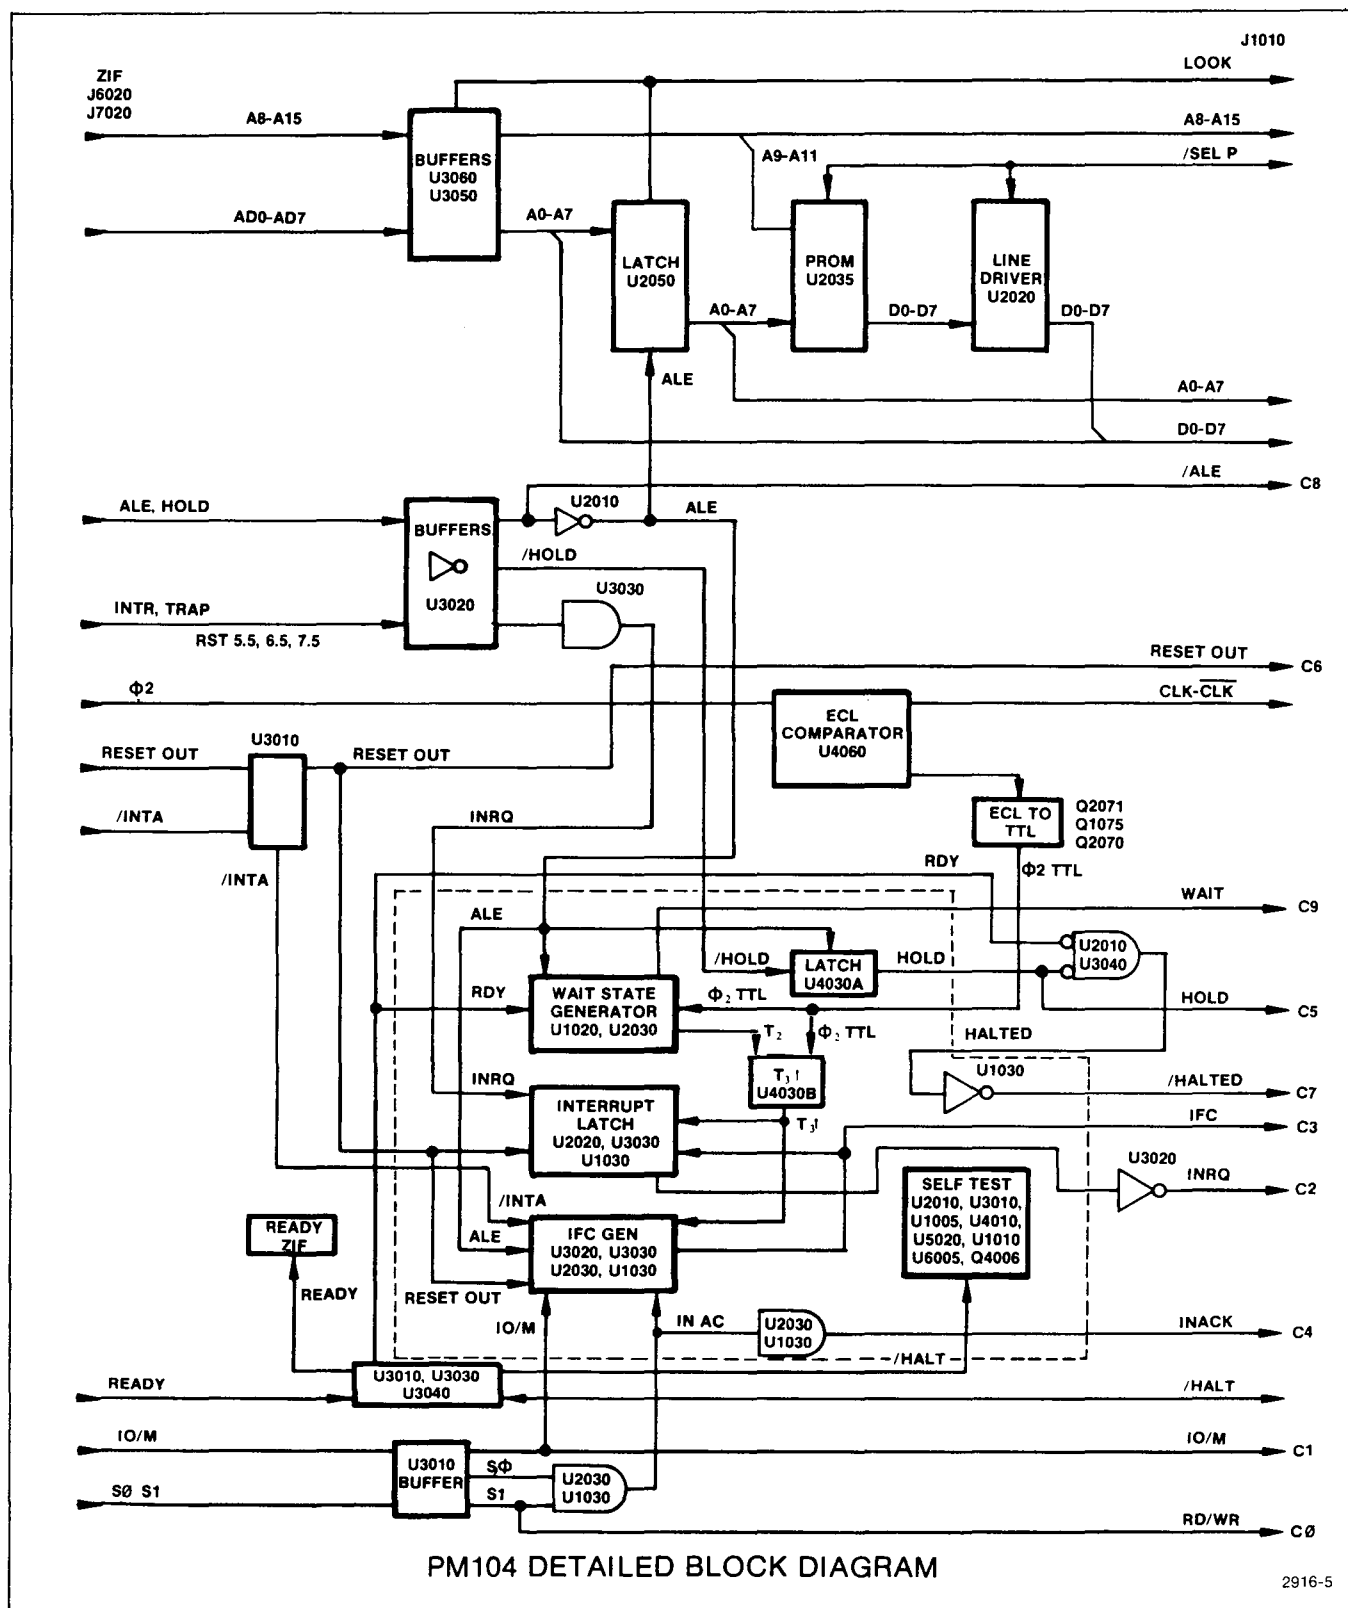 J1010
LOOK
ZIF
J6020
J7020
A8-A15
A8-A15
A9-A11
/SEL P
BUFFERS
U3060
U3050
AD0-AD7
A0-A7
LATCH
U2050
PROM
U2035
LINE
DRIVER
U2020
A0-A7
D0-D7
D0-D7
ALE
A0-A7
D0-D7
/ALE
C8
ALE, HOLD
BUFFERS
U3020
U2010
ALE
/HOLD
U3030
INTR, TRAP
RST 5.5, 6.5, 7.5
RESET OUT
C6
Φ2
CLK-C̅L̅K̅
ECL
COMPARATOR
U4060
U3010
RESET OUT
RESET OUT
/INTA
INRQ
ECL TO
TTL
Q2071
Q1075
Q2070
/INTA
RDY
Φ2 TTL
WAIT
C9
ALE
/HOLD
LATCH
U4030A
HOLD
U2010
U3040
RDY
WAIT STATE
GENERATOR
U1020, U2030
Φ2 TTL
HOLD
C5
T2
Φ2 TTL
HALTED
T3↑
U4030B
U1030
/HALTED
C7
INRQ
INTERRUPT
LATCH
U2020, U3030
U1030
T3↑
IFC
C3
U3020
INRQ
C2
/INTA
SELF TEST
U2010, U3010,
U1005, U4010,
U5020, U1010
U6005, Q4006
READY
ZIF
ALE
IFC GEN
U3020, U3030
U2030, U1030
READY
RESET OUT
IO/M
IN AC
U2030
U1030
INACK
C4
/HALT
READY
U3010, U3030
U3040
/HALT
IO/M
IO/M
C1
U3010
BUFFER
S,Φ
S1
U2030
U1030
SØ S1
RD/WR
CØ
PM104 DETAILED BLOCK DIAGRAM
2916-5